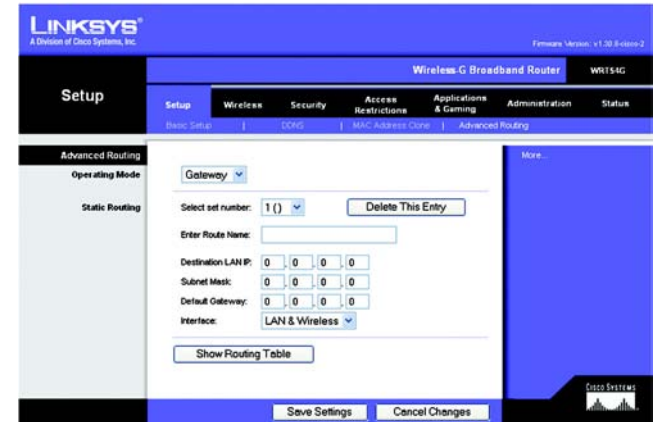 LINKSYS®
A Division of Cisco Systems, Inc.
Firmware Version: v1.30.8-cisco-2
Wireless-G Broadband Router WRT54G
Setup
Setup Wireless Security Access Restrictions Applications & Gaming Administration Status
Basic Setup | DDNS | MAC Address Clone | Advanced Routing
Advanced Routing
More...
Operating Mode Gateway
Static Routing Select set number: 1 () Delete This Entry
Enter Route Name:
Destination LAN IP: 0 . 0 . 0 . 0
Subnet Mask: 0 . 0 . 0 . 0
Default Gateway: 0 . 0 . 0 . 0
Interface: LAN & Wireless
Show Routing Table
Save Settings Cancel Changes
CISCO SYSTEMS